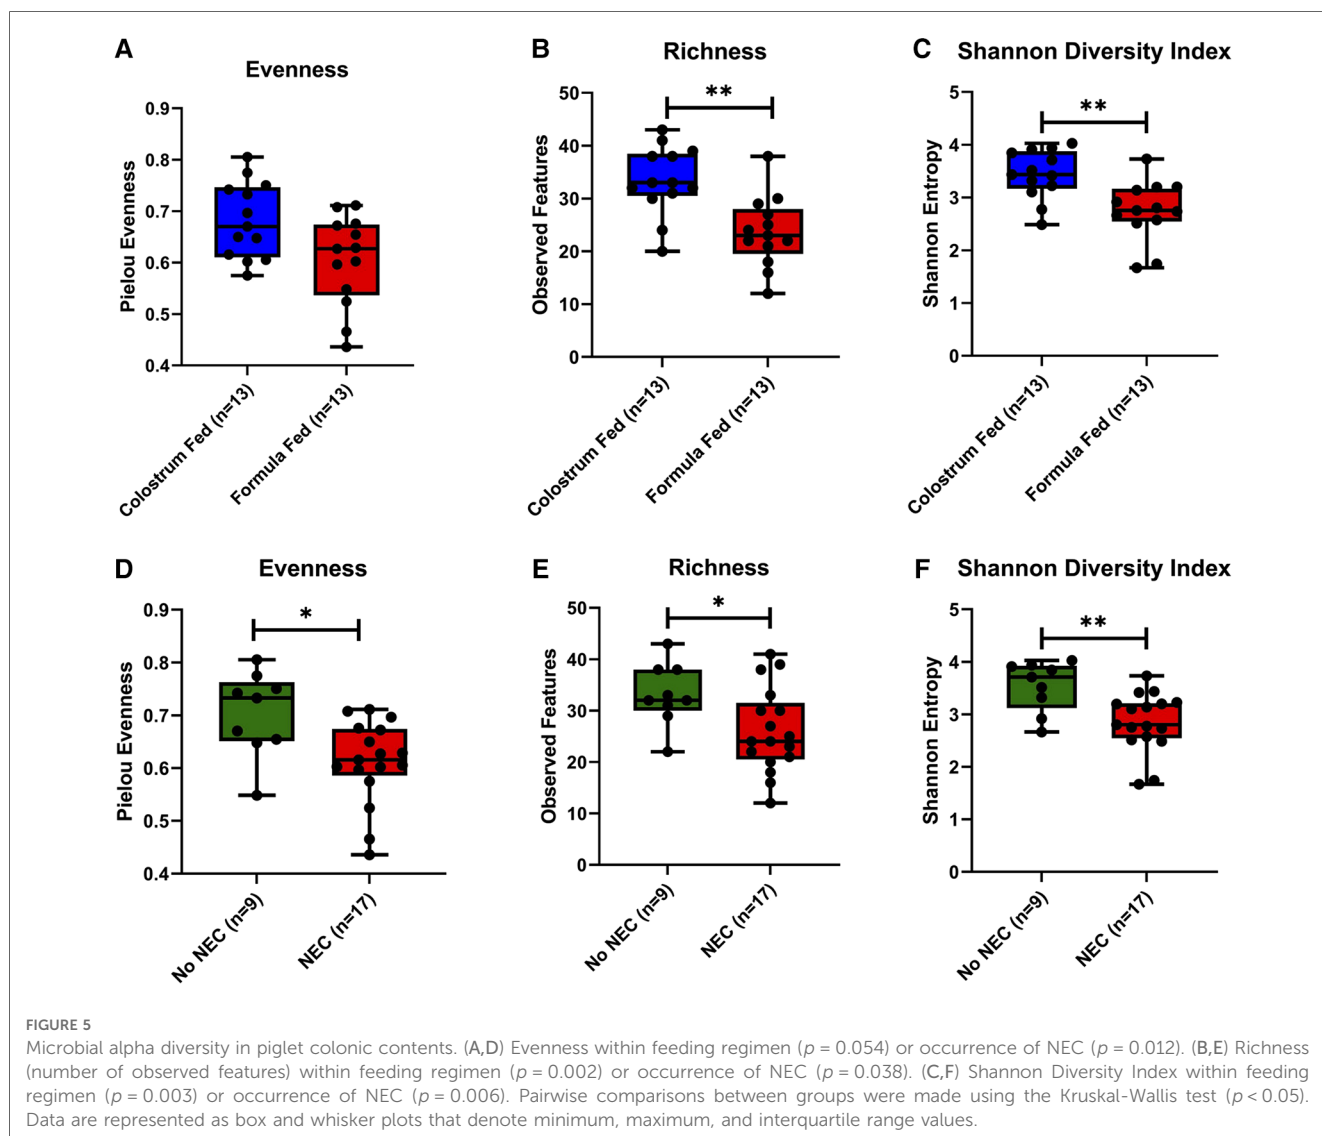 A
Evenness
Pielou Evenness
0.9
0.8
0.7
0.6
0.5
0.4
Colostrum Fed (n=13)
Formula Fed (n=13)
B
Richness
**
Observed Features
50
40
30
20
10
0
Colostrum Fed (n=13)
Formula Fed (n=13)
C
Shannon Diversity Index
**
Shannon Entropy
5
4
3
2
1
0
Colostrum Fed (n=13)
Formula Fed (n=13)
D
Evenness
*
Pielou Evenness
0.9
0.8
0.7
0.6
0.5
0.4
No NEC (n=9)
NEC (n=17)
E
Richness
*
Observed Features
50
40
30
20
10
0
No NEC (n=9)
NEC (n=17)
F
Shannon Diversity Index
**
Shannon Entropy
5
4
3
2
1
0
No NEC (n=9)
NEC (n=17)
FIGURE 5
Microbial alpha diversity in piglet colonic contents. (A,D) Evenness within feeding regimen (p = 0.054) or occurrence of NEC (p = 0.012). (B,E) Richness
(number of observed features) within feeding regimen (p = 0.002) or occurrence of NEC (p = 0.038). (C,F) Shannon Diversity Index within feeding
regimen (p = 0.003) or occurrence of NEC (p = 0.006). Pairwise comparisons between groups were made using the Kruskal-Wallis test (p < 0.05).
Data are represented as box and whisker plots that denote minimum, maximum, and interquartile range values.